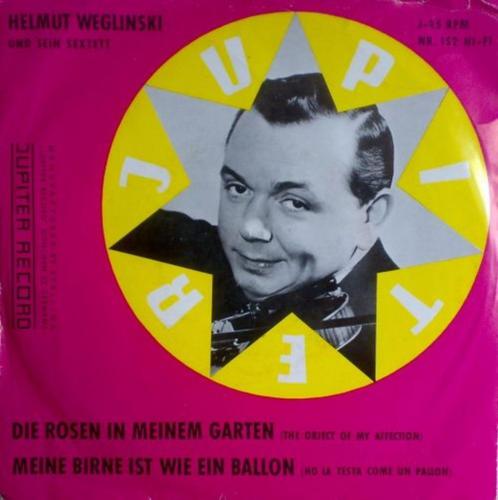 HELMUT WEGLINSKI
UND SEIN SEXTETT
J-45 RPM
NR. 152 HI-FI
JUPITER
JUPITER RECORD
DIE ROSEN IN MEINEM GARTEN (THE OBJECT OF MY AFFECTION)
MEINE BIRNE IST WIE EIN BALLON (HO LA TESTA COME UN PALLON)